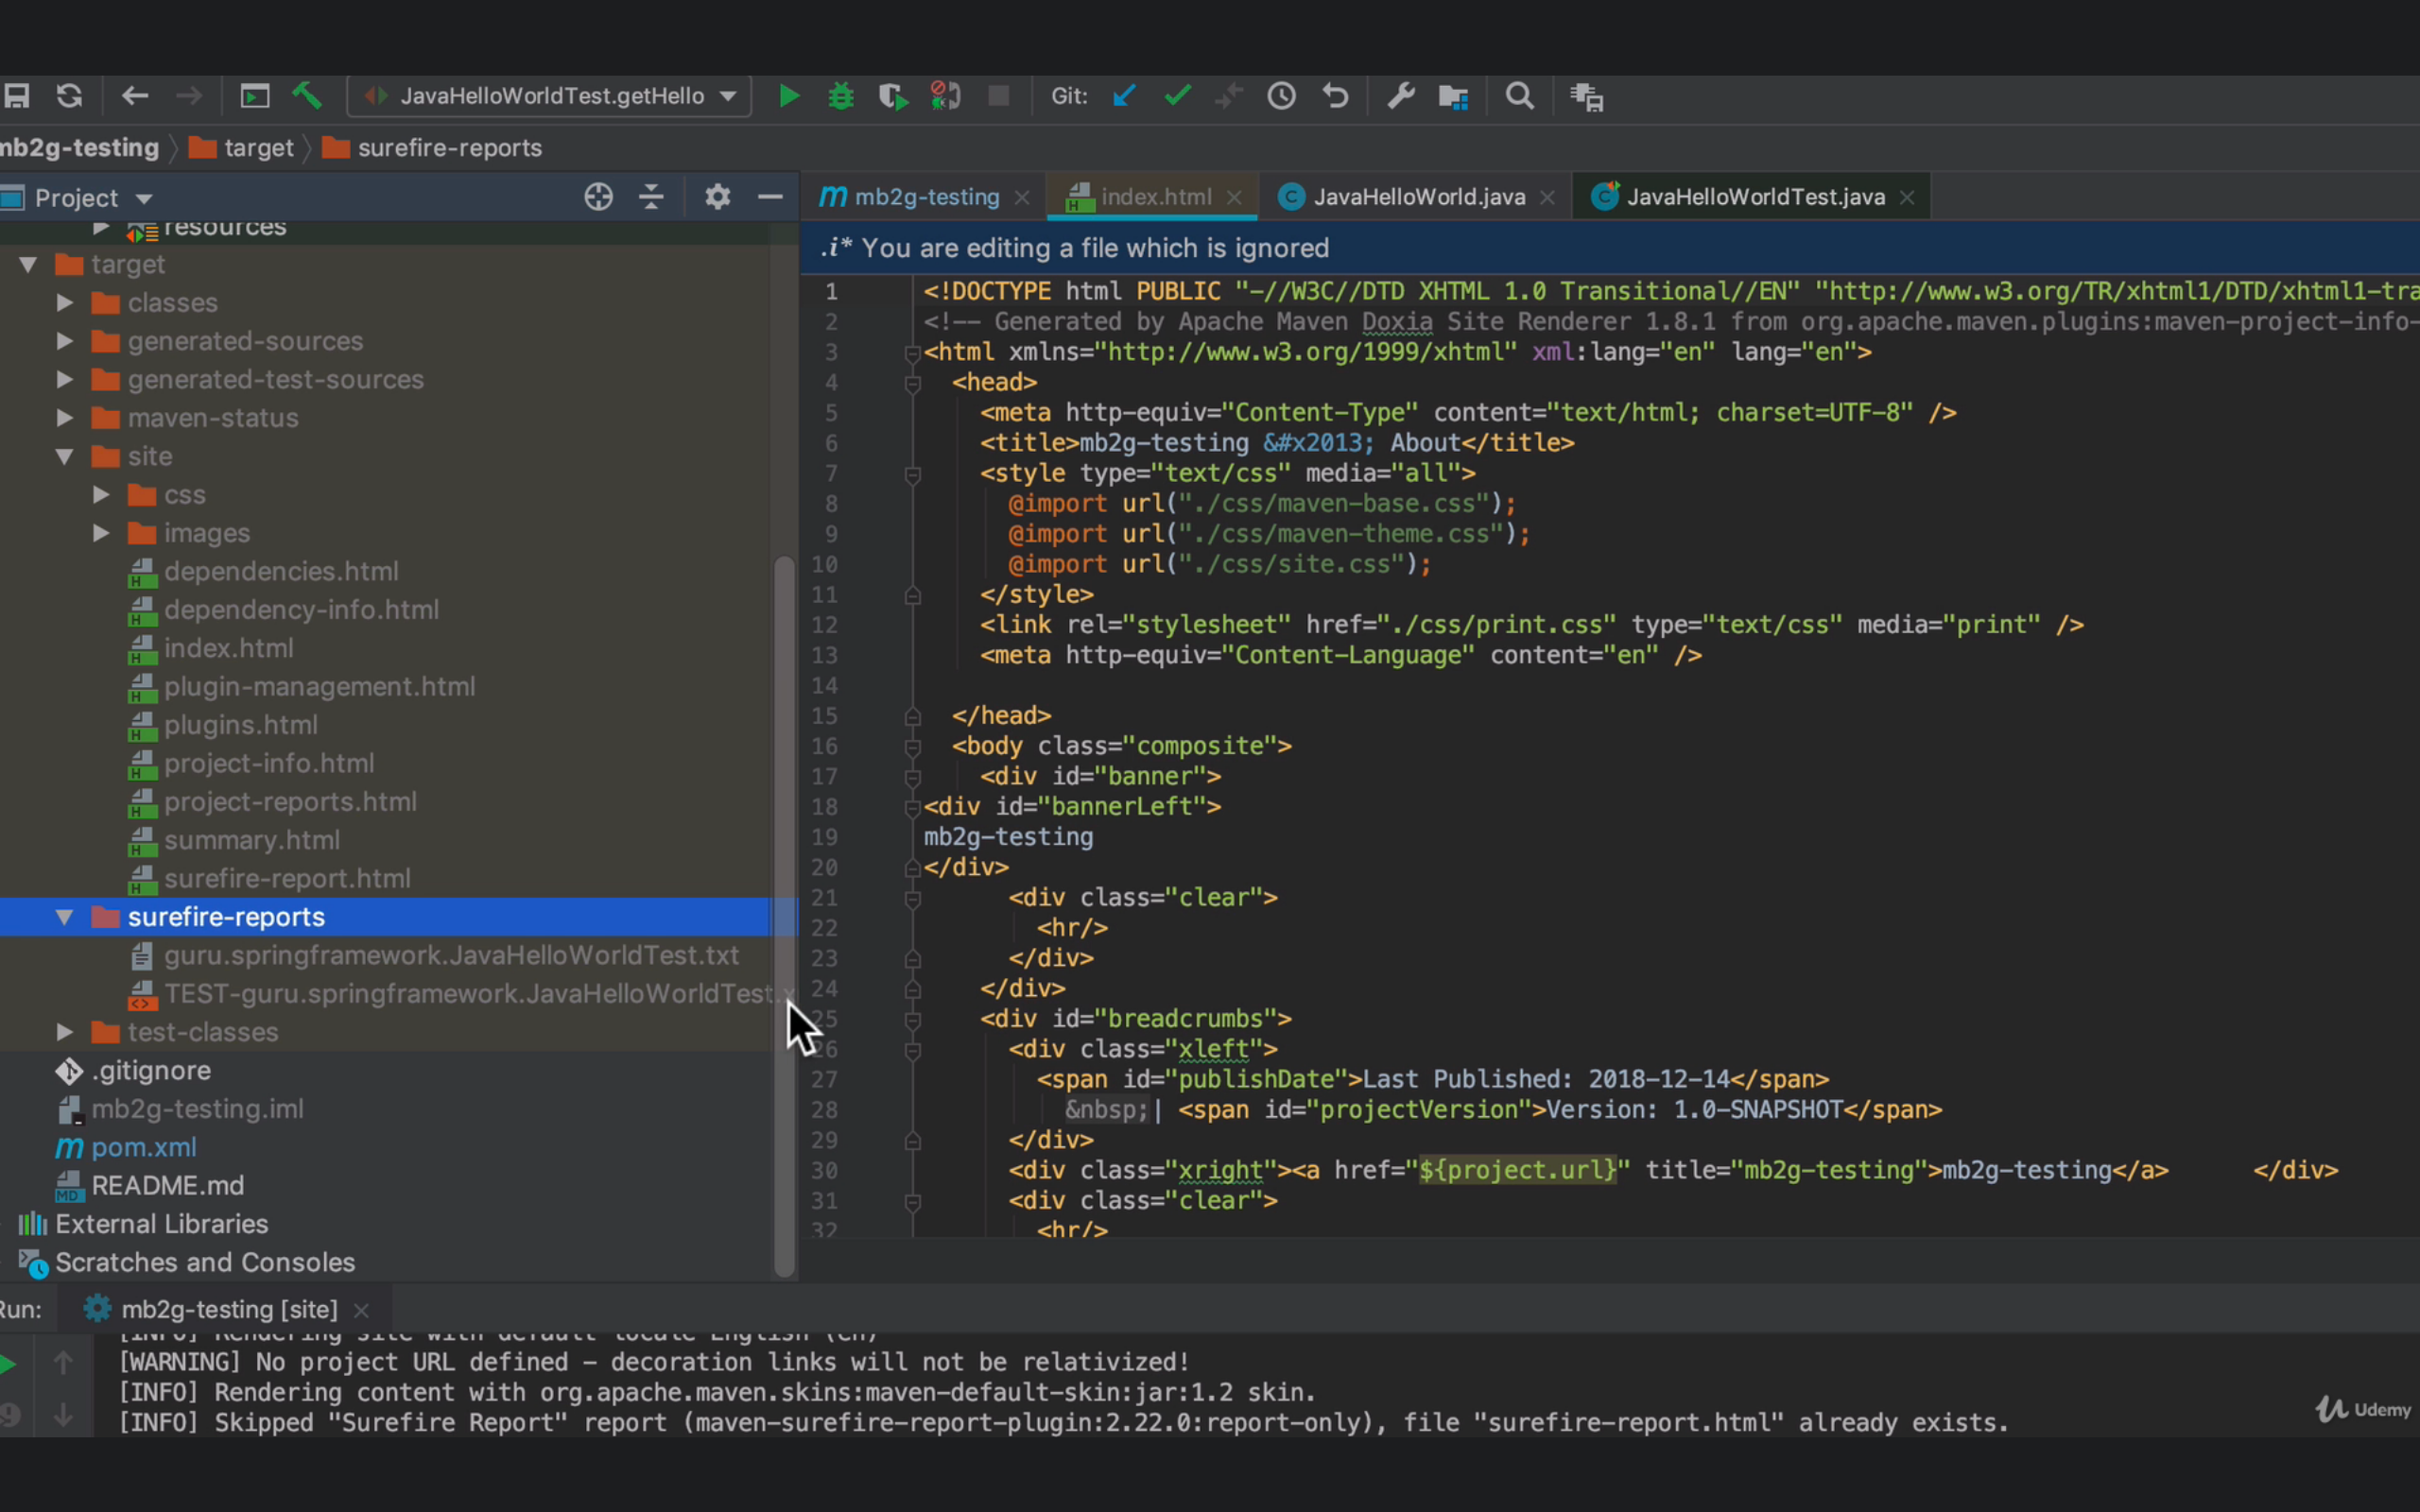 JavaHelloWorldTest.getHello
Git:
mb2g-testing
target
surefire-reports
Project
mb2g-testing
index.html
JavaHelloWorld.java
JavaHelloWorldTest.java
.i* You are editing a file which is ignored
resources
target
classes
generated-sources
generated-test-sources
maven-status
site
css
images
dependencies.html
dependency-info.html
index.html
plugin-management.html
plugins.html
project-info.html
project-reports.html
summary.html
surefire-report.html
surefire-reports
guru.springframework.JavaHelloWorldTest.txt
TEST-guru.springframework.JavaHelloWorldTest.x
test-classes
.gitignore
mb2g-testing.iml
pom.xml
README.md
External Libraries
Scratches and Consoles
1 <!DOCTYPE html PUBLIC "-//W3C//DTD XHTML 1.0 Transitional//EN" "http://www.w3.org/TR/xhtml1/DTD/xhtml1-tra
2 <!-- Generated by Apache Maven Doxia Site Renderer 1.8.1 from org.apache.maven.plugins:maven-project-info-
3 <html xmlns="http://www.w3.org/1999/xhtml" xml:lang="en" lang="en">
4 <head>
5 <meta http-equiv="Content-Type" content="text/html; charset=UTF-8" />
6 <title>mb2g-testing &#x2013; About</title>
7 <style type="text/css" media="all">
8 @import url("./css/maven-base.css");
9 @import url("./css/maven-theme.css");
10 @import url("./css/site.css");
11 </style>
12 <link rel="stylesheet" href="./css/print.css" type="text/css" media="print" />
13 <meta http-equiv="Content-Language" content="en" />
14
15 </head>
16 <body class="composite">
17 <div id="banner">
18 <div id="bannerLeft">
19 mb2g-testing
20 </div>
21 <div class="clear">
22 <hr/>
23 </div>
24 </div>
25 <div id="breadcrumbs">
26 <div class="xleft">
27 <span id="publishDate">Last Published: 2018-12-14</span>
28 &nbsp;| <span id="projectVersion">Version: 1.0-SNAPSHOT</span>
29 </div>
30 <div class="xright"><a href="${project.url}" title="mb2g-testing">mb2g-testing</a> </div>
31 <div class="clear">
32 <hr/>
Run:
mb2g-testing [site]
[INFO] Rendering site with default locale English (en)
[WARNING] No project URL defined - decoration links will not be relativized!
[INFO] Rendering content with org.apache.maven.skins:maven-default-skin:jar:1.2 skin.
[INFO] Skipped "Surefire Report" report (maven-surefire-report-plugin:2.22.0:report-only), file "surefire-report.html" already exists.
Udemy